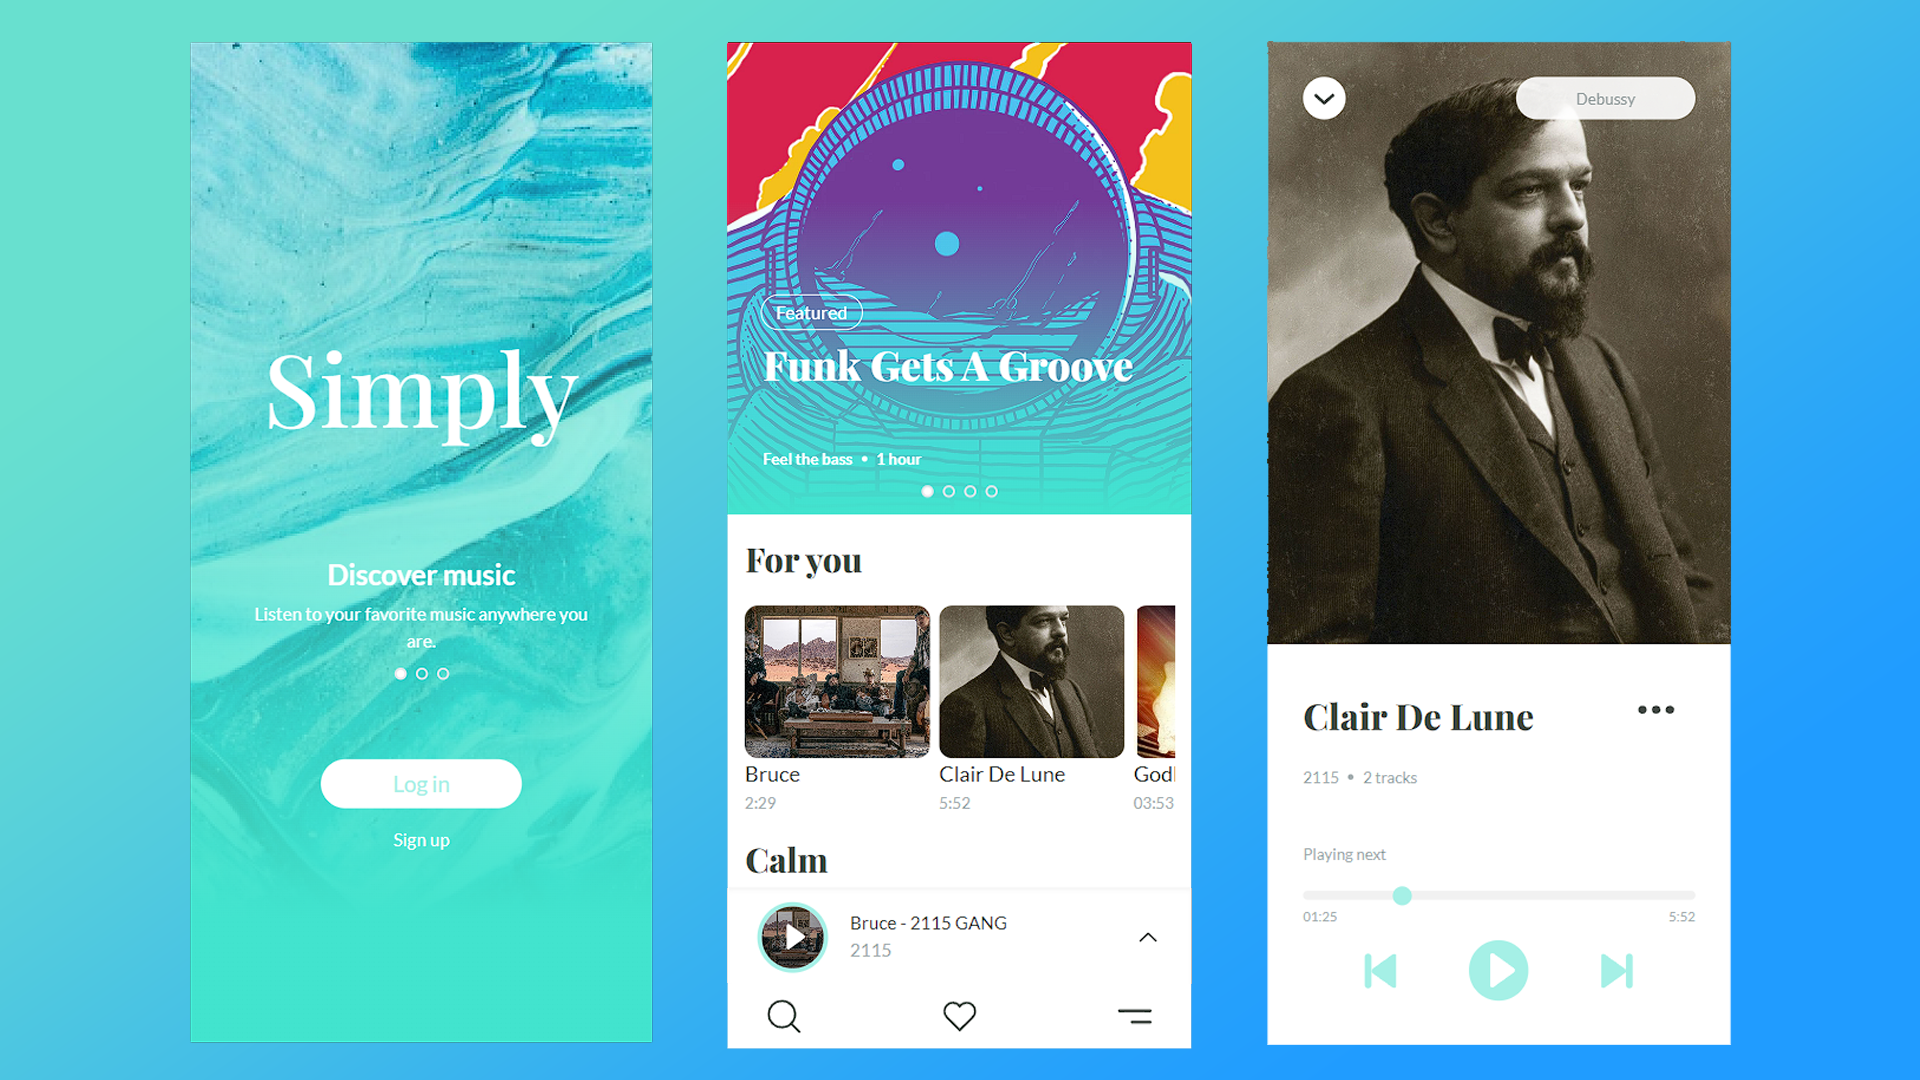 Simply
Discover music
Listen to your favorite music anywhere you
are.
Log in
Sign up
Featured
Funk Gets A Groove
Feel the bass • 1 hour
For you
Bruce
2:29
Clair De Lune
5:52
Godl
03:53
Calm
Bruce - 2115 GANG
2115
Debussy
Clair De Lune
2115 • 2 tracks
Playing next
01:25
5:52